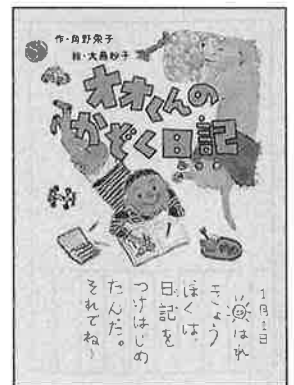 作・角野栄子
絵・大島妙子
オオくんの
かぞく日記
1月1日
はれ
きょう
ぼくは、
日記を
つけはじめ
たんだ。
それでね、